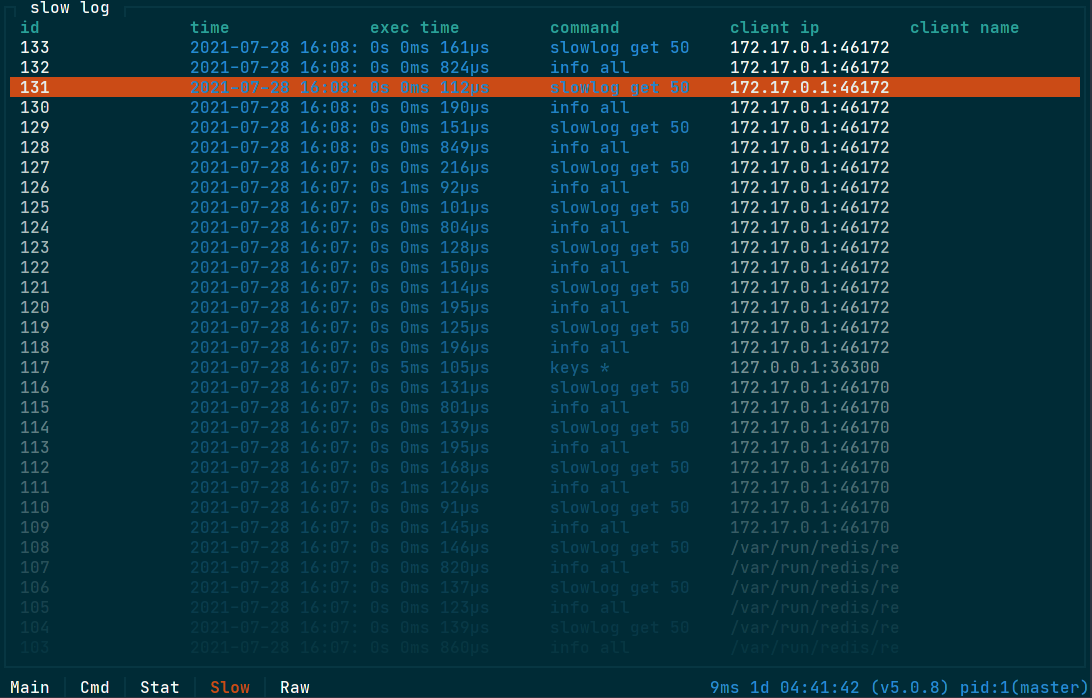 slow log
id time exec time command client ip client name
133 2021-07-28 16:08: 0s 0ms 161µs slowlog get 50 172.17.0.1:46172
132 2021-07-28 16:08: 0s 0ms 824µs info all 172.17.0.1:46172
131 2021-07-28 16:08: 0s 0ms 112µs slowlog get 50 172.17.0.1:46172
130 2021-07-28 16:08: 0s 0ms 190µs info all 172.17.0.1:46172
129 2021-07-28 16:08: 0s 0ms 151µs slowlog get 50 172.17.0.1:46172
128 2021-07-28 16:08: 0s 0ms 849µs info all 172.17.0.1:46172
127 2021-07-28 16:07: 0s 0ms 216µs slowlog get 50 172.17.0.1:46172
126 2021-07-28 16:07: 0s 1ms 92µs info all 172.17.0.1:46172
125 2021-07-28 16:07: 0s 0ms 101µs slowlog get 50 172.17.0.1:46172
124 2021-07-28 16:07: 0s 0ms 804µs info all 172.17.0.1:46172
123 2021-07-28 16:07: 0s 0ms 128µs slowlog get 50 172.17.0.1:46172
122 2021-07-28 16:07: 0s 0ms 150µs info all 172.17.0.1:46172
121 2021-07-28 16:07: 0s 0ms 114µs slowlog get 50 172.17.0.1:46172
120 2021-07-28 16:07: 0s 0ms 195µs info all 172.17.0.1:46172
119 2021-07-28 16:07: 0s 0ms 125µs slowlog get 50 172.17.0.1:46172
118 2021-07-28 16:07: 0s 0ms 196µs info all 172.17.0.1:46172
117 2021-07-28 16:07: 0s 5ms 105µs keys * 127.0.0.1:36300
116 2021-07-28 16:07: 0s 0ms 131µs slowlog get 50 172.17.0.1:46170
115 2021-07-28 16:07: 0s 0ms 801µs info all 172.17.0.1:46170
114 2021-07-28 16:07: 0s 0ms 139µs slowlog get 50 172.17.0.1:46170
113 2021-07-28 16:07: 0s 0ms 195µs info all 172.17.0.1:46170
112 2021-07-28 16:07: 0s 0ms 168µs slowlog get 50 172.17.0.1:46170
111 2021-07-28 16:07: 0s 1ms 126µs info all 172.17.0.1:46170
110 2021-07-28 16:07: 0s 0ms 91µs slowlog get 50 172.17.0.1:46170
109 2021-07-28 16:07: 0s 0ms 145µs info all 172.17.0.1:46170
108 2021-07-28 16:07: 0s 0ms 146µs slowlog get 50 /var/run/redis/re
107 2021-07-28 16:07: 0s 0ms 820µs info all /var/run/redis/re
106 2021-07-28 16:07: 0s 0ms 137µs slowlog get 50 /var/run/redis/re
105 2021-07-28 16:07: 0s 0ms 123µs info all /var/run/redis/re
104 2021-07-28 16:07: 0s 0ms 139µs slowlog get 50 /var/run/redis/re
103 2021-07-28 16:07: 0s 0ms 860µs info all /var/run/redis/re
Main Cmd Stat Slow Raw 9ms 1d 04:41:42 (v5.0.8) pid:1(master)